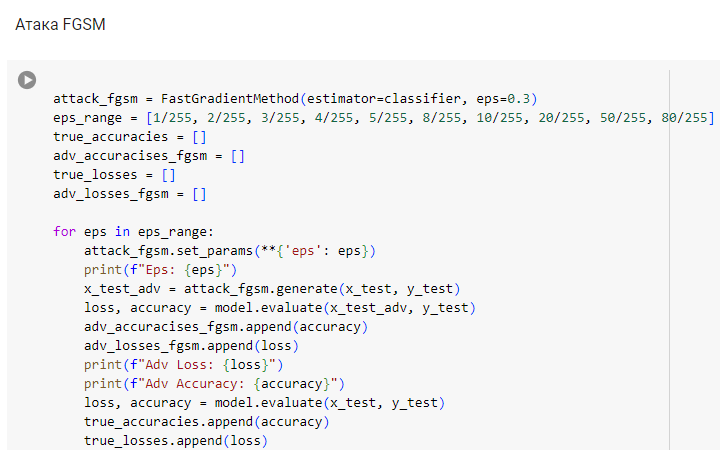 Атака FGSM
attack_fgsm = FastGradientMethod(estimator=classifier, eps=0.3)
eps_range = [1/255, 2/255, 3/255, 4/255, 5/255, 8/255, 10/255, 20/255, 50/255, 80/255]
true_accuracies = []
adv_accuracises_fgsm = []
true_losses = []
adv_losses_fgsm = []
for eps in eps_range:
    attack_fgsm.set_params(**{'eps': eps})
    print(f"Eps: {eps}")
    x_test_adv = attack_fgsm.generate(x_test, y_test)
    loss, accuracy = model.evaluate(x_test_adv, y_test)
    adv_accuracises_fgsm.append(accuracy)
    adv_losses_fgsm.append(loss)
    print(f"Adv Loss: {loss}")
    print(f"Adv Accuracy: {accuracy}")
    loss, accuracy = model.evaluate(x_test, y_test)
    true_accuracies.append(accuracy)
    true_losses.append(loss)